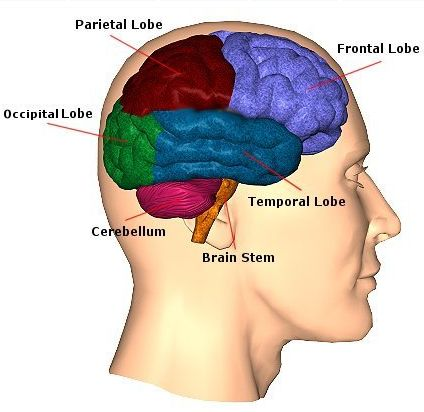 Parietal Lobe
Frontal Lobe
Occipital Lobe
Temporal Lobe
Cerebellum
Brain Stem